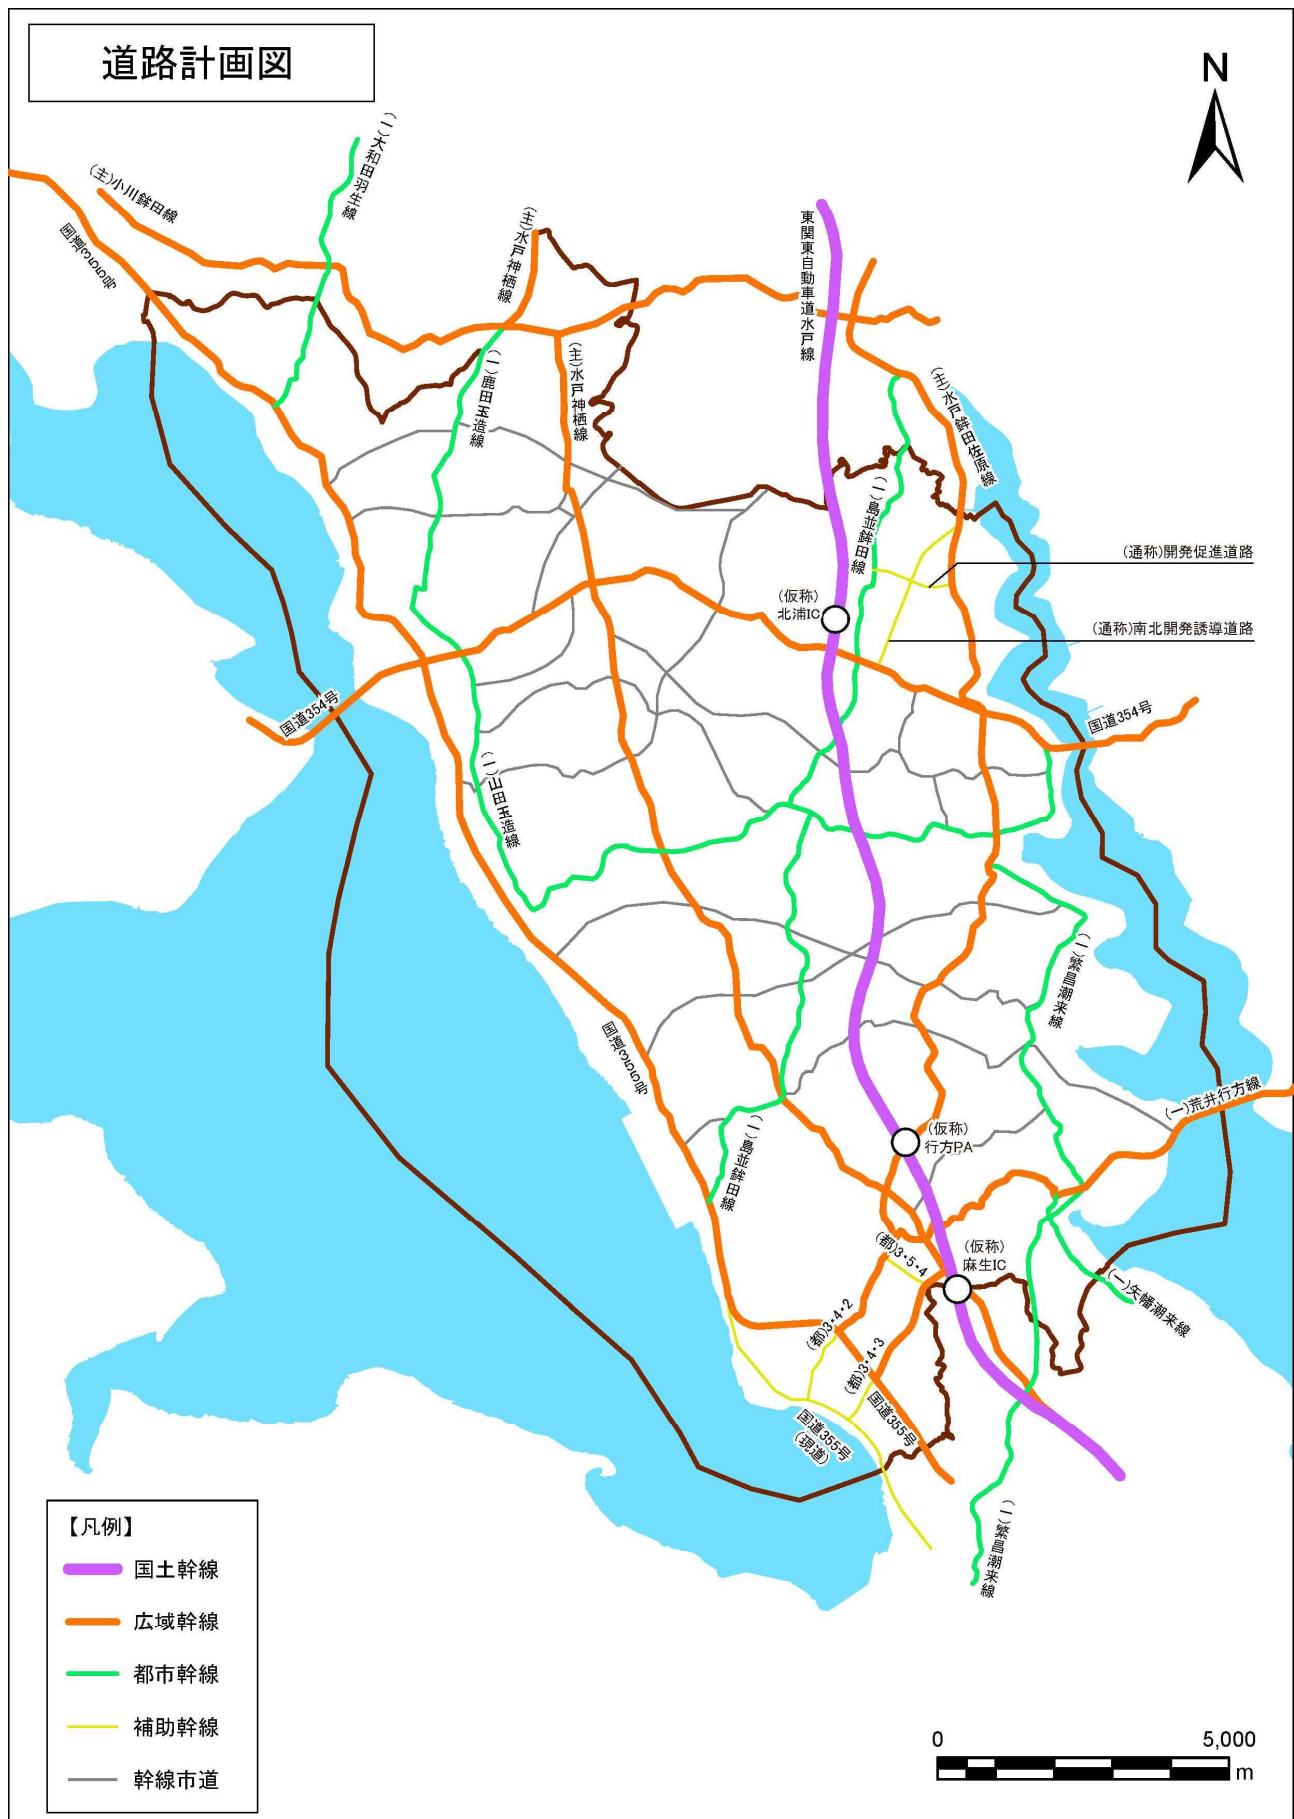 道路計画図
N
(一)大和田羽生線
(主)小川鉾田線
国道355号
(主)水戸神栖線
東関東自動車道水戸線
(一)鹿田玉造線
(主)水戸神栖線
(主)水戸鉾田佐原線
(一)島並鉾田線
(通称)開発促進道路
(仮称)
北浦IC
(通称)南北開発誘導道路
国道354号
国道354号
(一)山田玉造線
(一)繁昌潮来線
国道355号
(一)荒井行方線
(仮称)
行方PA
(一)島並鉾田線
(都)3・5・4
(仮称)
麻生IC
(一)矢幡潮来線
(都)3・4・2
(都)3・4・3
国道355号
国道355号
(現道)
(一)繁昌潮来線
【凡例】
国土幹線
広域幹線
都市幹線
補助幹線
幹線市道
0 5,000
m